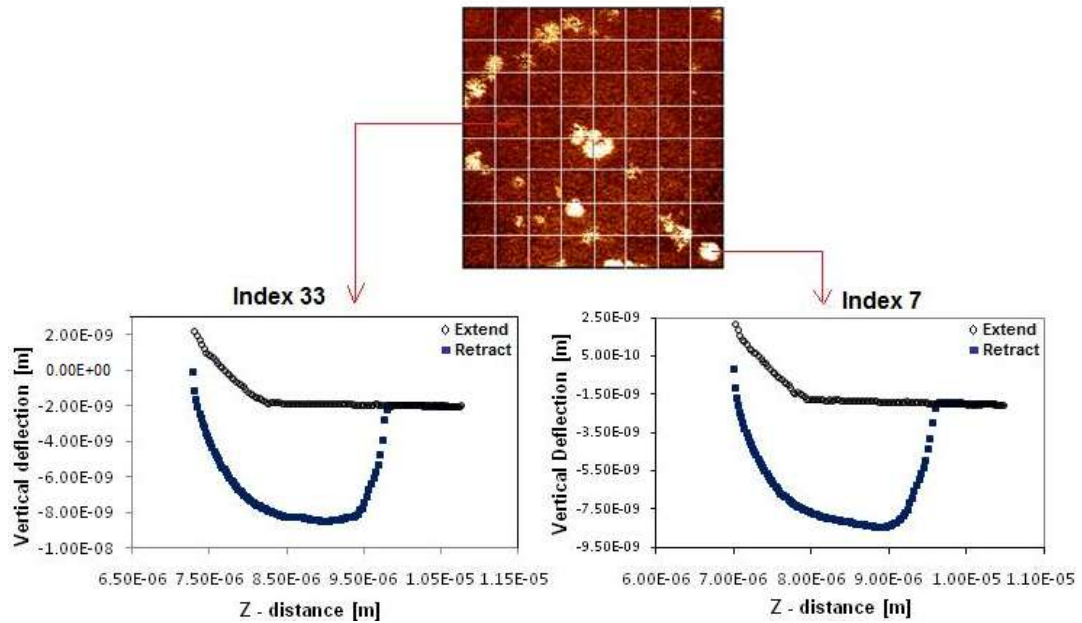 Index 33
Index 7
Vertical deflection [m]
2.00E-09
0.00E+00
-2.00E-09
-4.00E-09
-6.00E-09
-8.00E-09
-1.00E-08
Extend
Retract
6.50E-06 7.50E-06 8.50E-06 9.50E-06 1.05E-05 1.15E-05
Z - distance [m]
Vertical Deflection [m]
2.50E-09
5.00E-10
-1.50E-09
-3.50E-09
-5.50E-09
-7.50E-09
-9.50E-09
Extend
Retract
6.00E-06 7.00E-06 8.00E-06 9.00E-06 1.00E-05 1.10E-05
Z - distance [m]